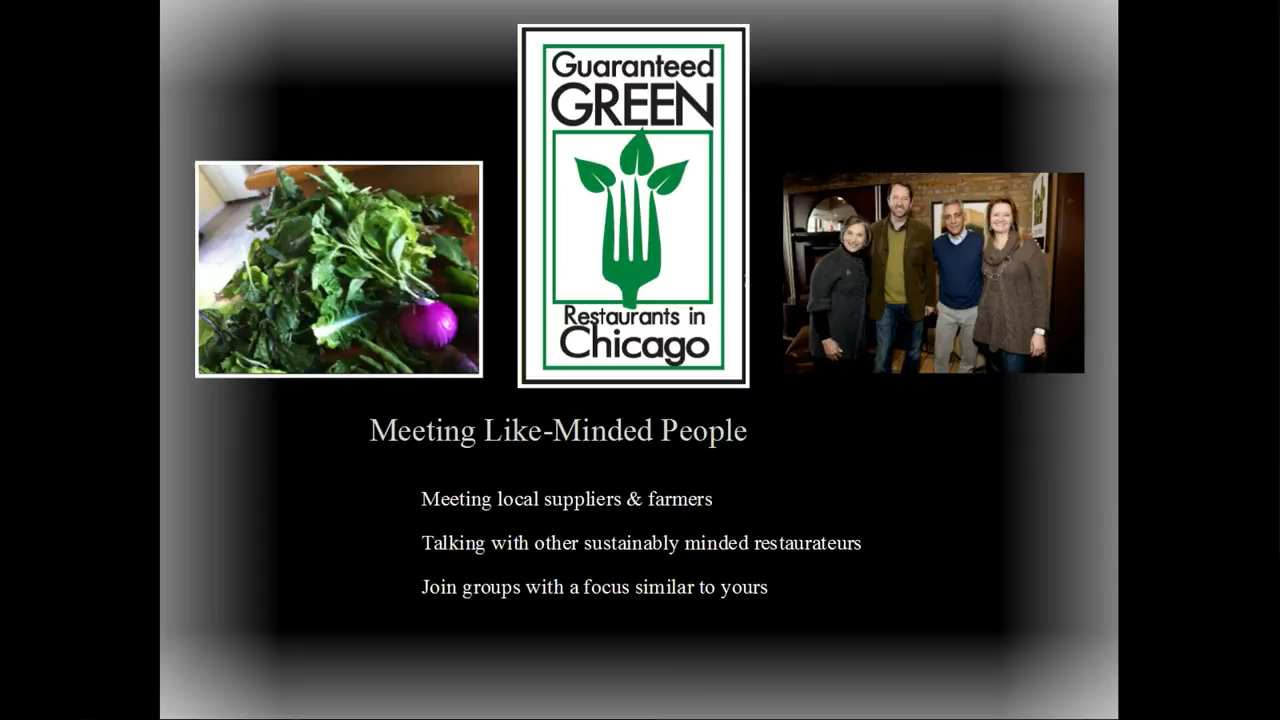 Guaranteed
GREEN
Restaurants in
Chicago
Meeting Like-Minded People
Meeting local suppliers & farmers
Talking with other sustainably minded restaurateurs
Join groups with a focus similar to yours